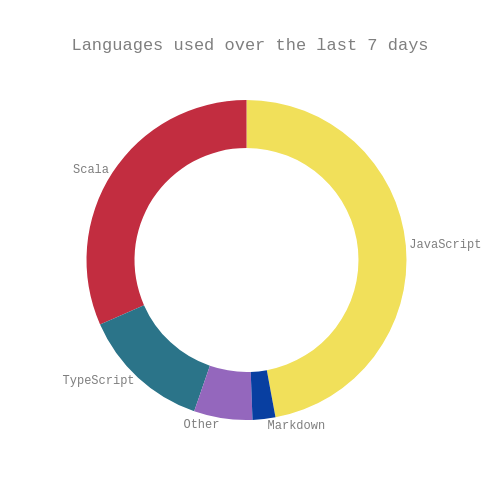 Languages used over the last 7 days
Scala
JavaScript
TypeScript
Other
Markdown